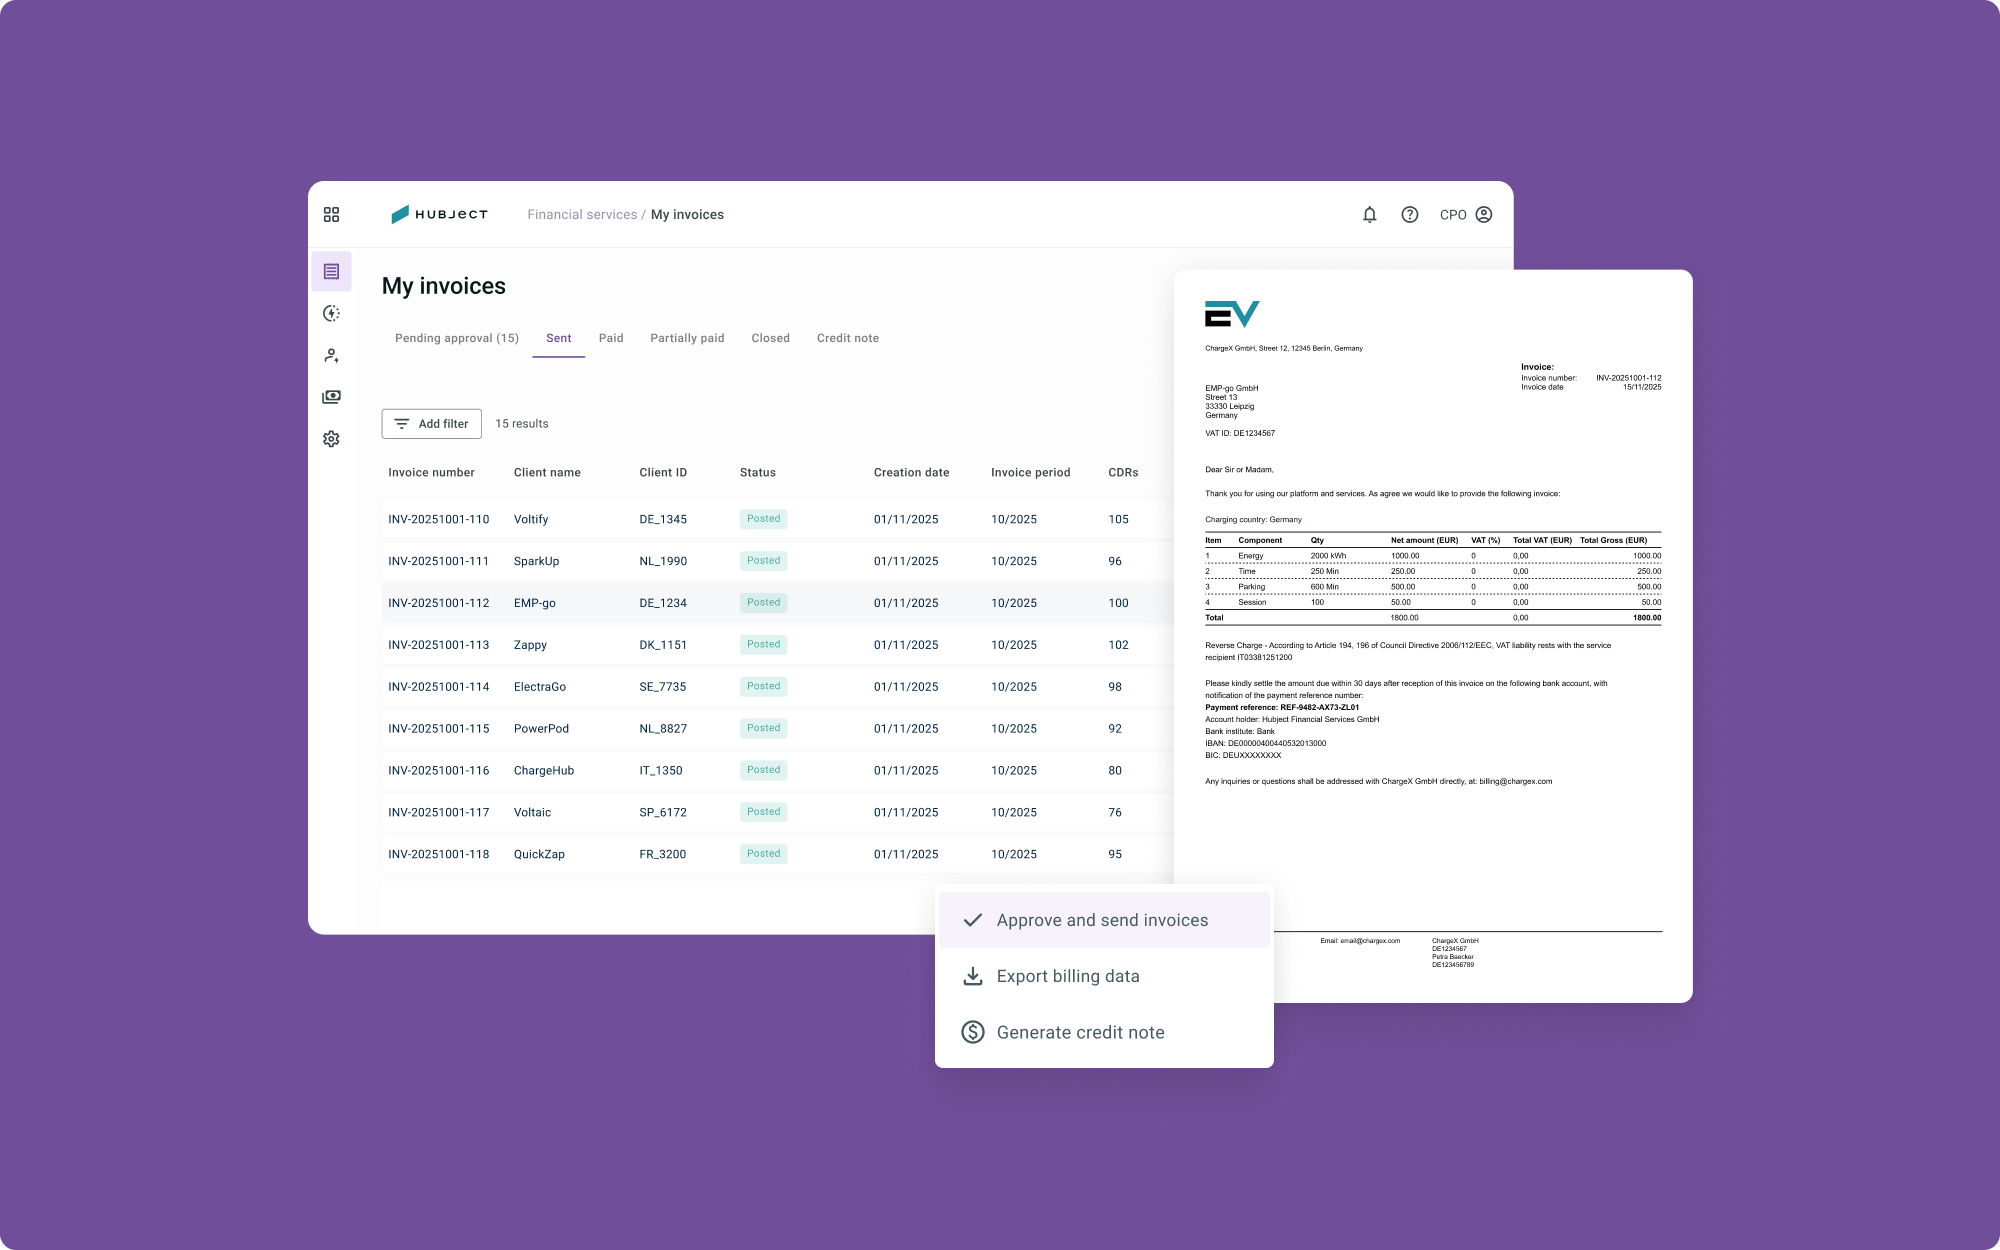 HUBJECT
Financial services / My invoices
CPO
My invoices
Pending approval (15) Sent Paid Partially paid Closed Credit note
Add filter 15 results
Invoice number Client name Client ID Status Creation date Invoice period CDRs
INV-20251001-110 Voltify DE_1345 Posted 01/11/2025 10/2025 105
INV-20251001-111 SparkUp NL_1990 Posted 01/11/2025 10/2025 96
INV-20251001-112 EMP-go DE_1234 Posted 01/11/2025 10/2025 100
INV-20251001-113 Zappy DK_1151 Posted 01/11/2025 10/2025 102
INV-20251001-114 ElectraGo SE_7735 Posted 01/11/2025 10/2025 98
INV-20251001-115 PowerPod NL_8827 Posted 01/11/2025 10/2025 92
INV-20251001-116 ChargeHub IT_1350 Posted 01/11/2025 10/2025 80
INV-20251001-117 Voltaic SP_6172 Posted 01/11/2025 10/2025 76
INV-20251001-118 QuickZap FR_3200 Posted 01/11/2025 10/2025 95
EV
ChargeX GmbH, Street 12, 12345 Berlin, Germany
Invoice:
Invoice number: INV-20251001-112
Invoice date 15/11/2025
EMP-go GmbH
Street 13
33330 Leipzig
Germany
VAT ID: DE1234567
Dear Sir or Madam,
Thank you for using our platform and services. As agree we would like to provide the following invoice:
Charging country: Germany
Item Component Qty Net amount (EUR) VAT (%) Total VAT (EUR) Total Gross (EUR)
1 Energy 2000 kWh 1000.00 0 0,00 1000.00
2 Time 250 Min 250.00 0 0,00 250.00
3 Parking 600 Min 500.00 0 0,00 500.00
4 Session 100 50.00 0 0,00 50.00
Total 1800.00 0,00 1800.00
Reverse Charge - According to Article 194, 196 of Council Directive 2006/112/EEC, VAT liability rests with the service
recipient IT03381251200
Please kindly settle the amount due within 30 days after reception of this invoice on the following bank account, with
notification of the payment reference number:
Payment reference: REF-9482-AX73-ZL01
Account holder: Hubject Financial Services GmbH
Bank institute: Bank
IBAN: DE00000400440532013000
BIC: DEUXXXXXXXX
Any inquiries or questions shall be addressed with ChargeX GmbH directly, at: billing@chargex.com
Email: email@chargex.com
ChargeX GmbH
DE1234567
Petra Baecker
DE123456789
Approve and send invoices
Export billing data
Generate credit note